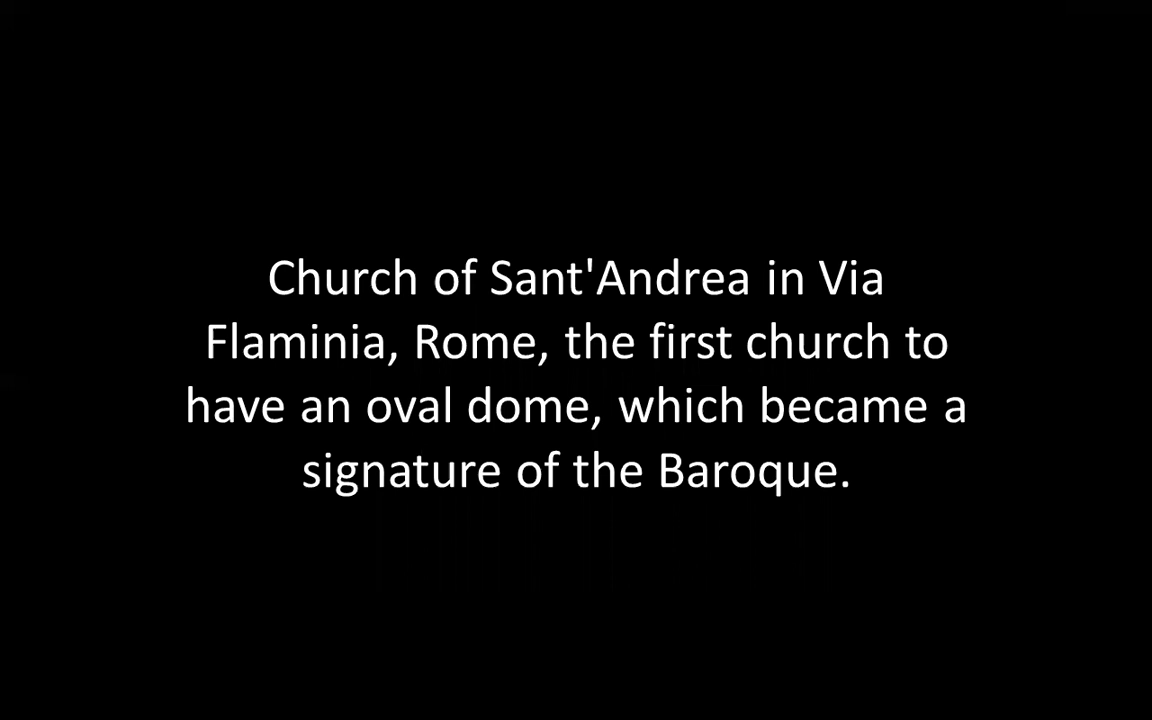 Church of Sant'Andrea in Via
Flaminia, Rome, the first church to
have an oval dome, which became a
signature of the Baroque.